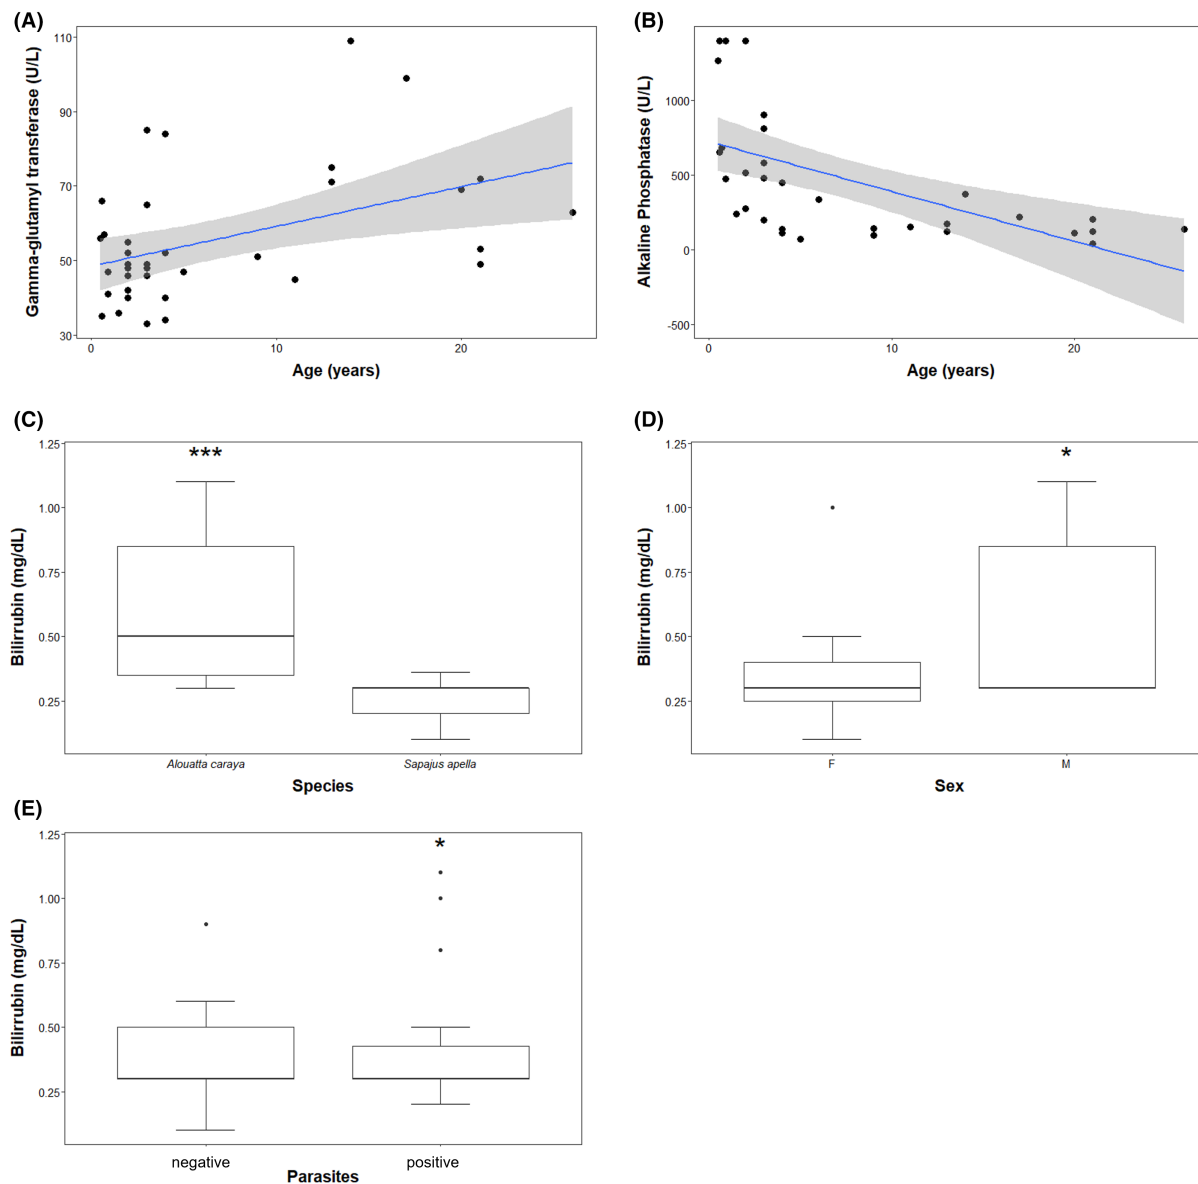 (A)
110
90
70
50
30
Gamma-glutamyl transferase (U/L)
0
10
20
Age (years)
(B)
1000
500
0
-500
Alkaline Phosphatase (U/L)
0
10
20
Age (years)
(C)
1.25
1.00
0.75
0.50
0.25
Bilirrubin (mg/dL)
***
Alouatta caraya
Sapajus apella
Species
(D)
1.25
1.00
0.75
0.50
0.25
Bilirrubin (mg/dL)
*
F
M
Sex
(E)
1.25
1.00
0.75
0.50
0.25
Bilirrubin (mg/dL)
*
negative
positive
Parasites